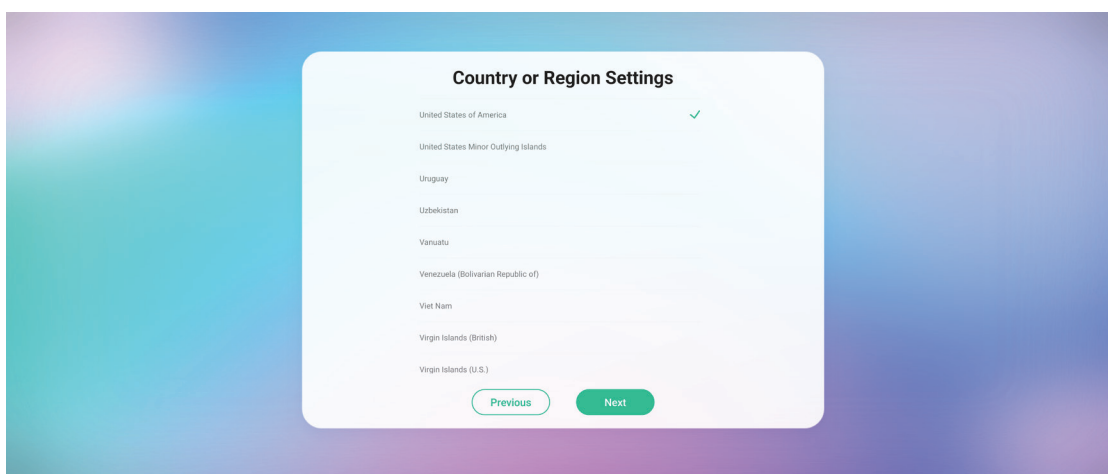 Country or Region Settings
United States of America
United States Minor Outlying Islands
Uruguay
Uzbekistan
Vanuatu
Venezuela (Bolivarian Republic of)
Viet Nam
Virgin Islands (British)
Virgin Islands (U.S.)
Previous Next